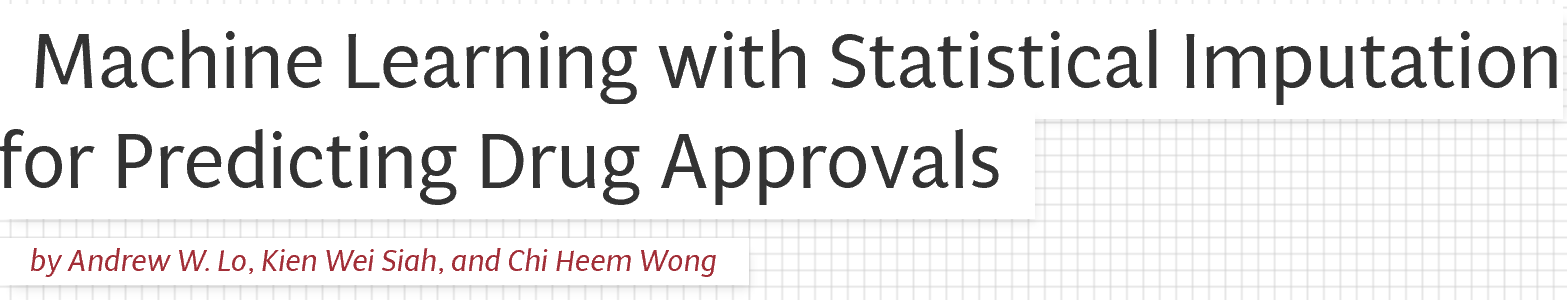 Machine Learning with Statistical Imputation
for Predicting Drug Approvals
by Andrew W. Lo, Kien Wei Siah, and Chi Heem Wong